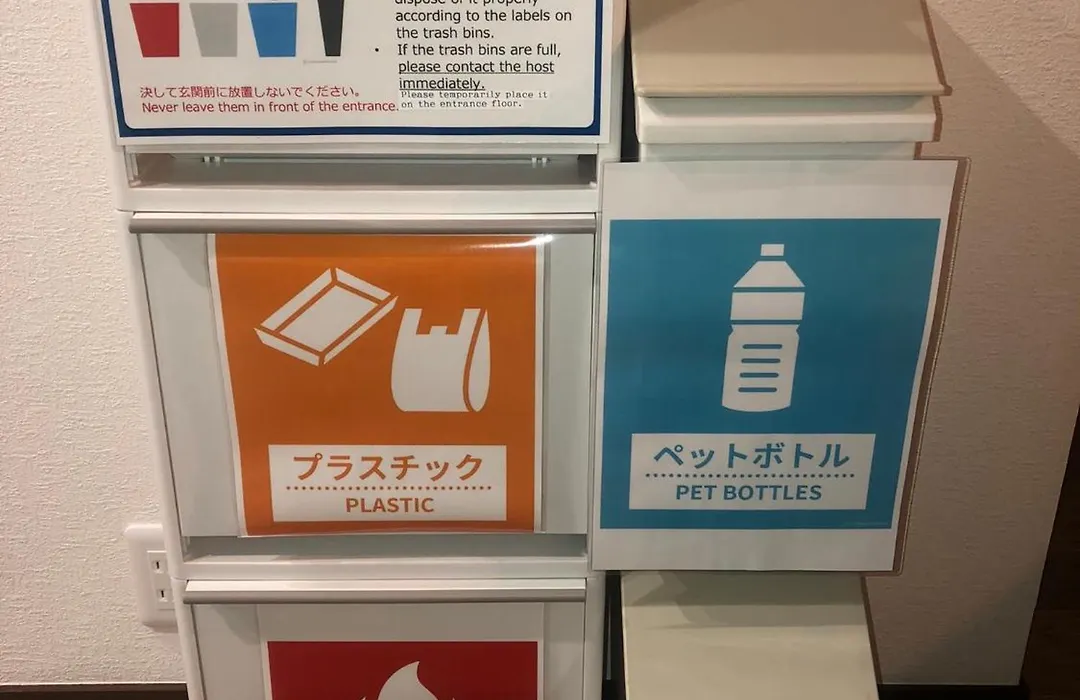 dispose of it properly
according to the labels on
the trash bins.
• If the trash bins are full,
please contact the host
immediately.
Please temporarily place it
on the entrance floor.
決して玄関前に放置しないでください。
Never leave them in front of the entrance.
プラスチック
PLASTIC
ペットボトル
PET BOTTLES